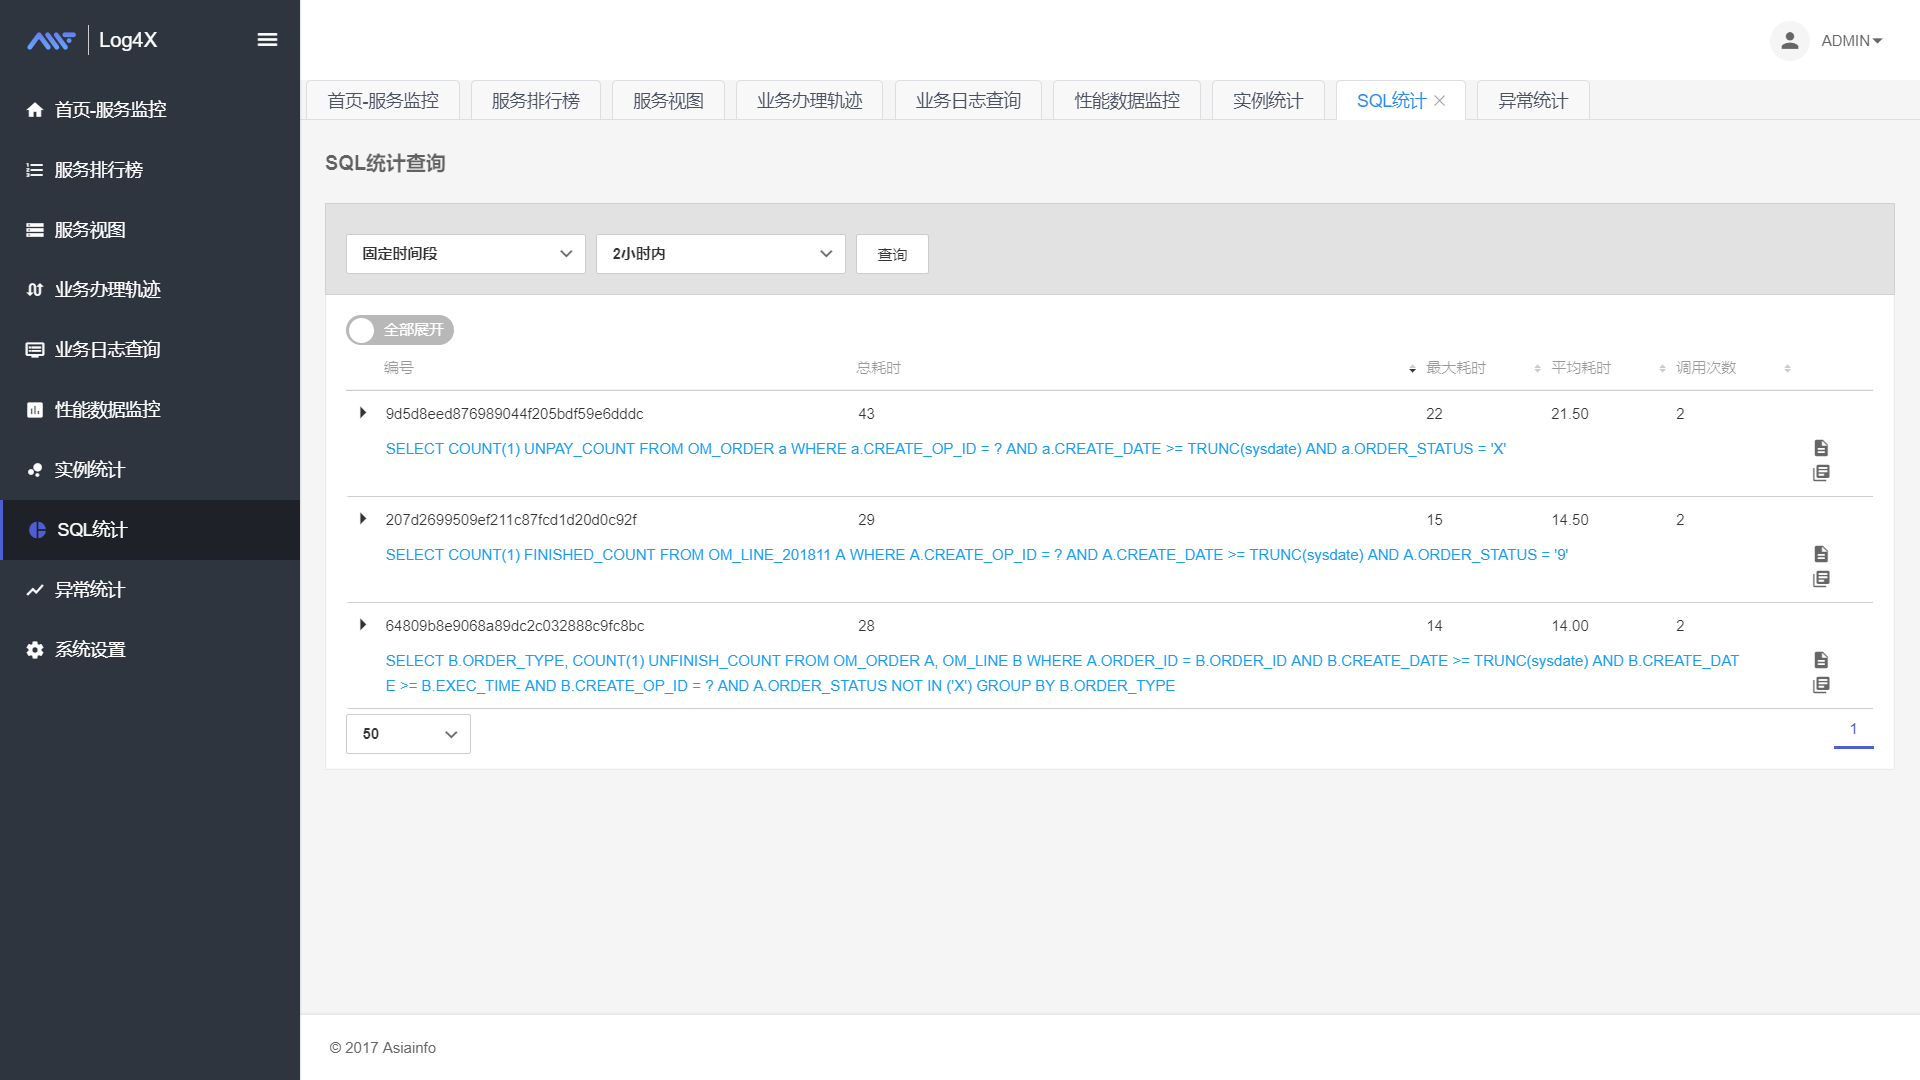 Log4X
ADMIN
首页-服务监控
服务排行榜
服务视图
业务办理轨迹
业务日志查询
性能数据监控
实例统计
SQL统计
异常统计
系统设置
首页-服务监控 服务排行榜 服务视图 业务办理轨迹 业务日志查询 性能数据监控 实例统计 SQL统计 异常统计
SQL统计查询
固定时间段 2小时内 查询
全部展开
编号 总耗时 最大耗时 平均耗时 调用次数
9d5d8eed876989044f205bdf59e6dddc 43 22 21.50 2
SELECT COUNT(1) UNPAY_COUNT FROM OM_ORDER a WHERE a.CREATE_OP_ID = ? AND a.CREATE_DATE >= TRUNC(sysdate) AND a.ORDER_STATUS = 'X'
207d2699509ef211c87fcd1d20d0c92f 29 15 14.50 2
SELECT COUNT(1) FINISHED_COUNT FROM OM_LINE_201811 A WHERE A.CREATE_OP_ID = ? AND A.CREATE_DATE >= TRUNC(sysdate) AND A.ORDER_STATUS = '9'
64809b8e9068a89dc2c032888c9fc8bc 28 14 14.00 2
SELECT B.ORDER_TYPE, COUNT(1) UNFINISH_COUNT FROM OM_ORDER A, OM_LINE B WHERE A.ORDER_ID = B.ORDER_ID AND B.CREATE_DATE >= TRUNC(sysdate) AND B.CREATE_DAT
E >= B.EXEC_TIME AND B.CREATE_OP_ID = ? AND A.ORDER_STATUS NOT IN ('X') GROUP BY B.ORDER_TYPE
50 1
© 2017 Asiainfo